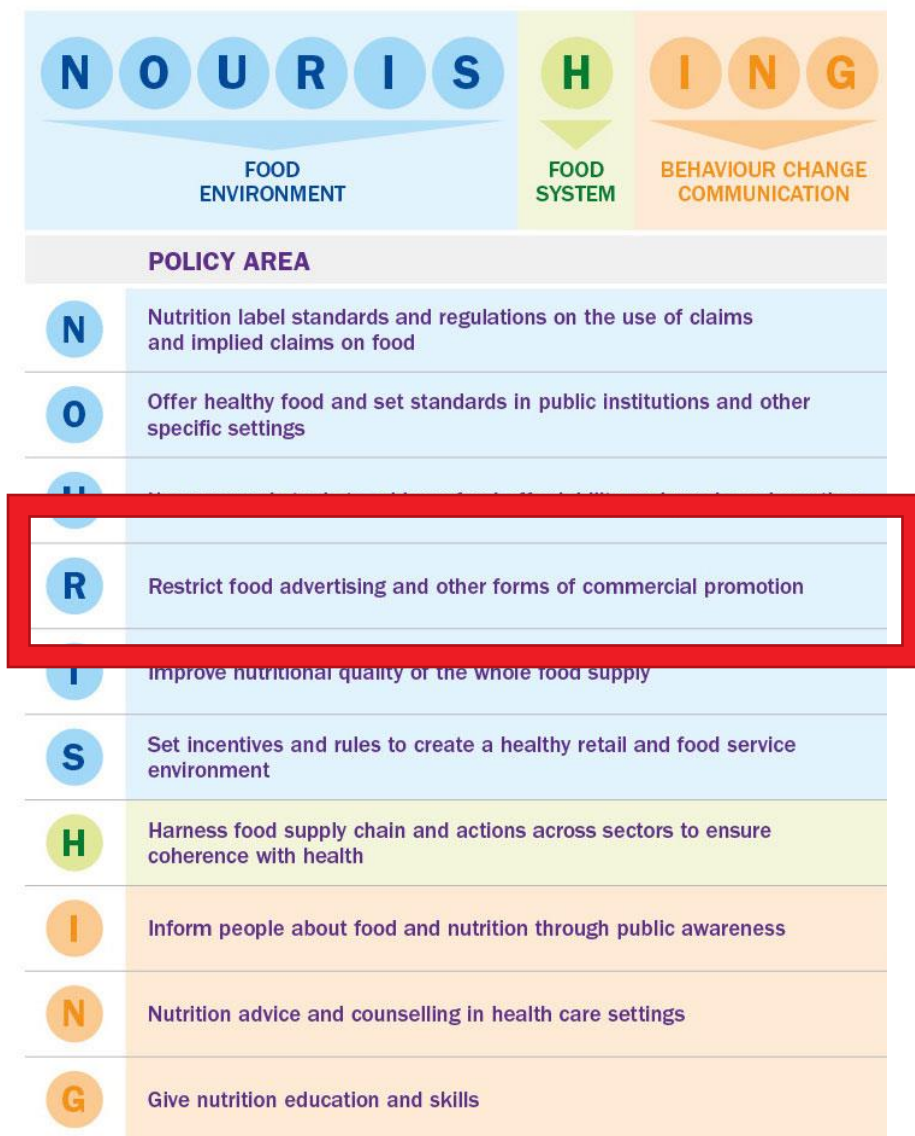 N O U R I S H I N G
FOOD
ENVIRONMENT
FOOD
SYSTEM
BEHAVIOUR CHANGE
COMMUNICATION
POLICY AREA
N
Nutrition label standards and regulations on the use of claims
and implied claims on food
O
Offer healthy food and set standards in public institutions and other
specific settings
U
R
Restrict food advertising and other forms of commercial promotion
I
Improve nutritional quality of the whole food supply
S
Set incentives and rules to create a healthy retail and food service
environment
H
Harness food supply chain and actions across sectors to ensure
coherence with health
I
Inform people about food and nutrition through public awareness
N
Nutrition advice and counselling in health care settings
G
Give nutrition education and skills